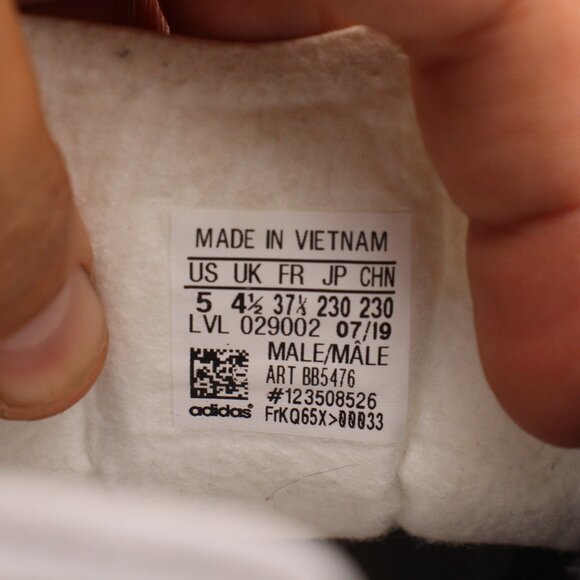 MADE IN VIETNAM
US UK FR JP CHN
5 4½ 37⅓ 230 230
LVL 029002 07/19
MALE/MÂLE
ART BB5476
#123508526
adidas® FrKQ65X>00033